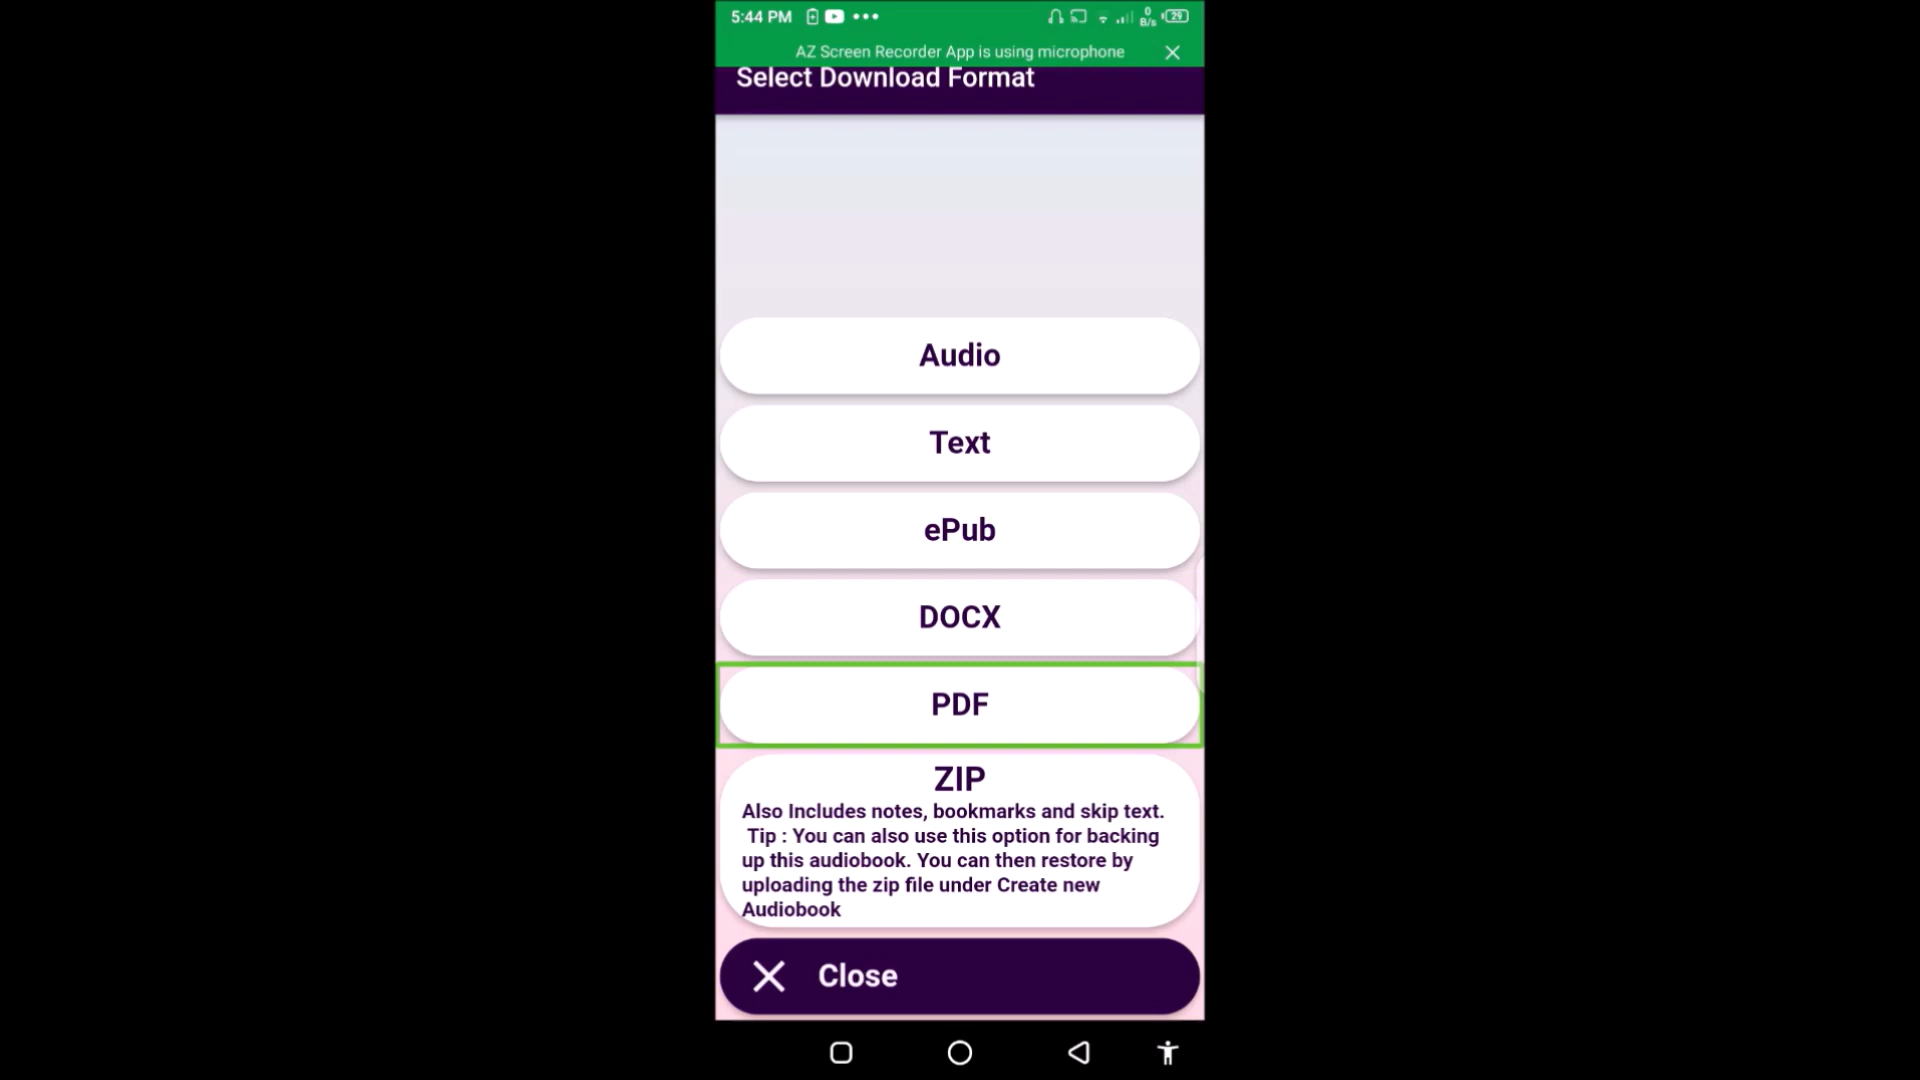 5:44 PM
0 B/s
29
AZ Screen Recorder App is using microphone
Select Download Format
Audio
Text
ePub
DOCX
PDF
ZIP
Also Includes notes, bookmarks and skip text.
Tip : You can also use this option for backing
up this audiobook. You can then restore by
uploading the zip file under Create new
Audiobook
Close